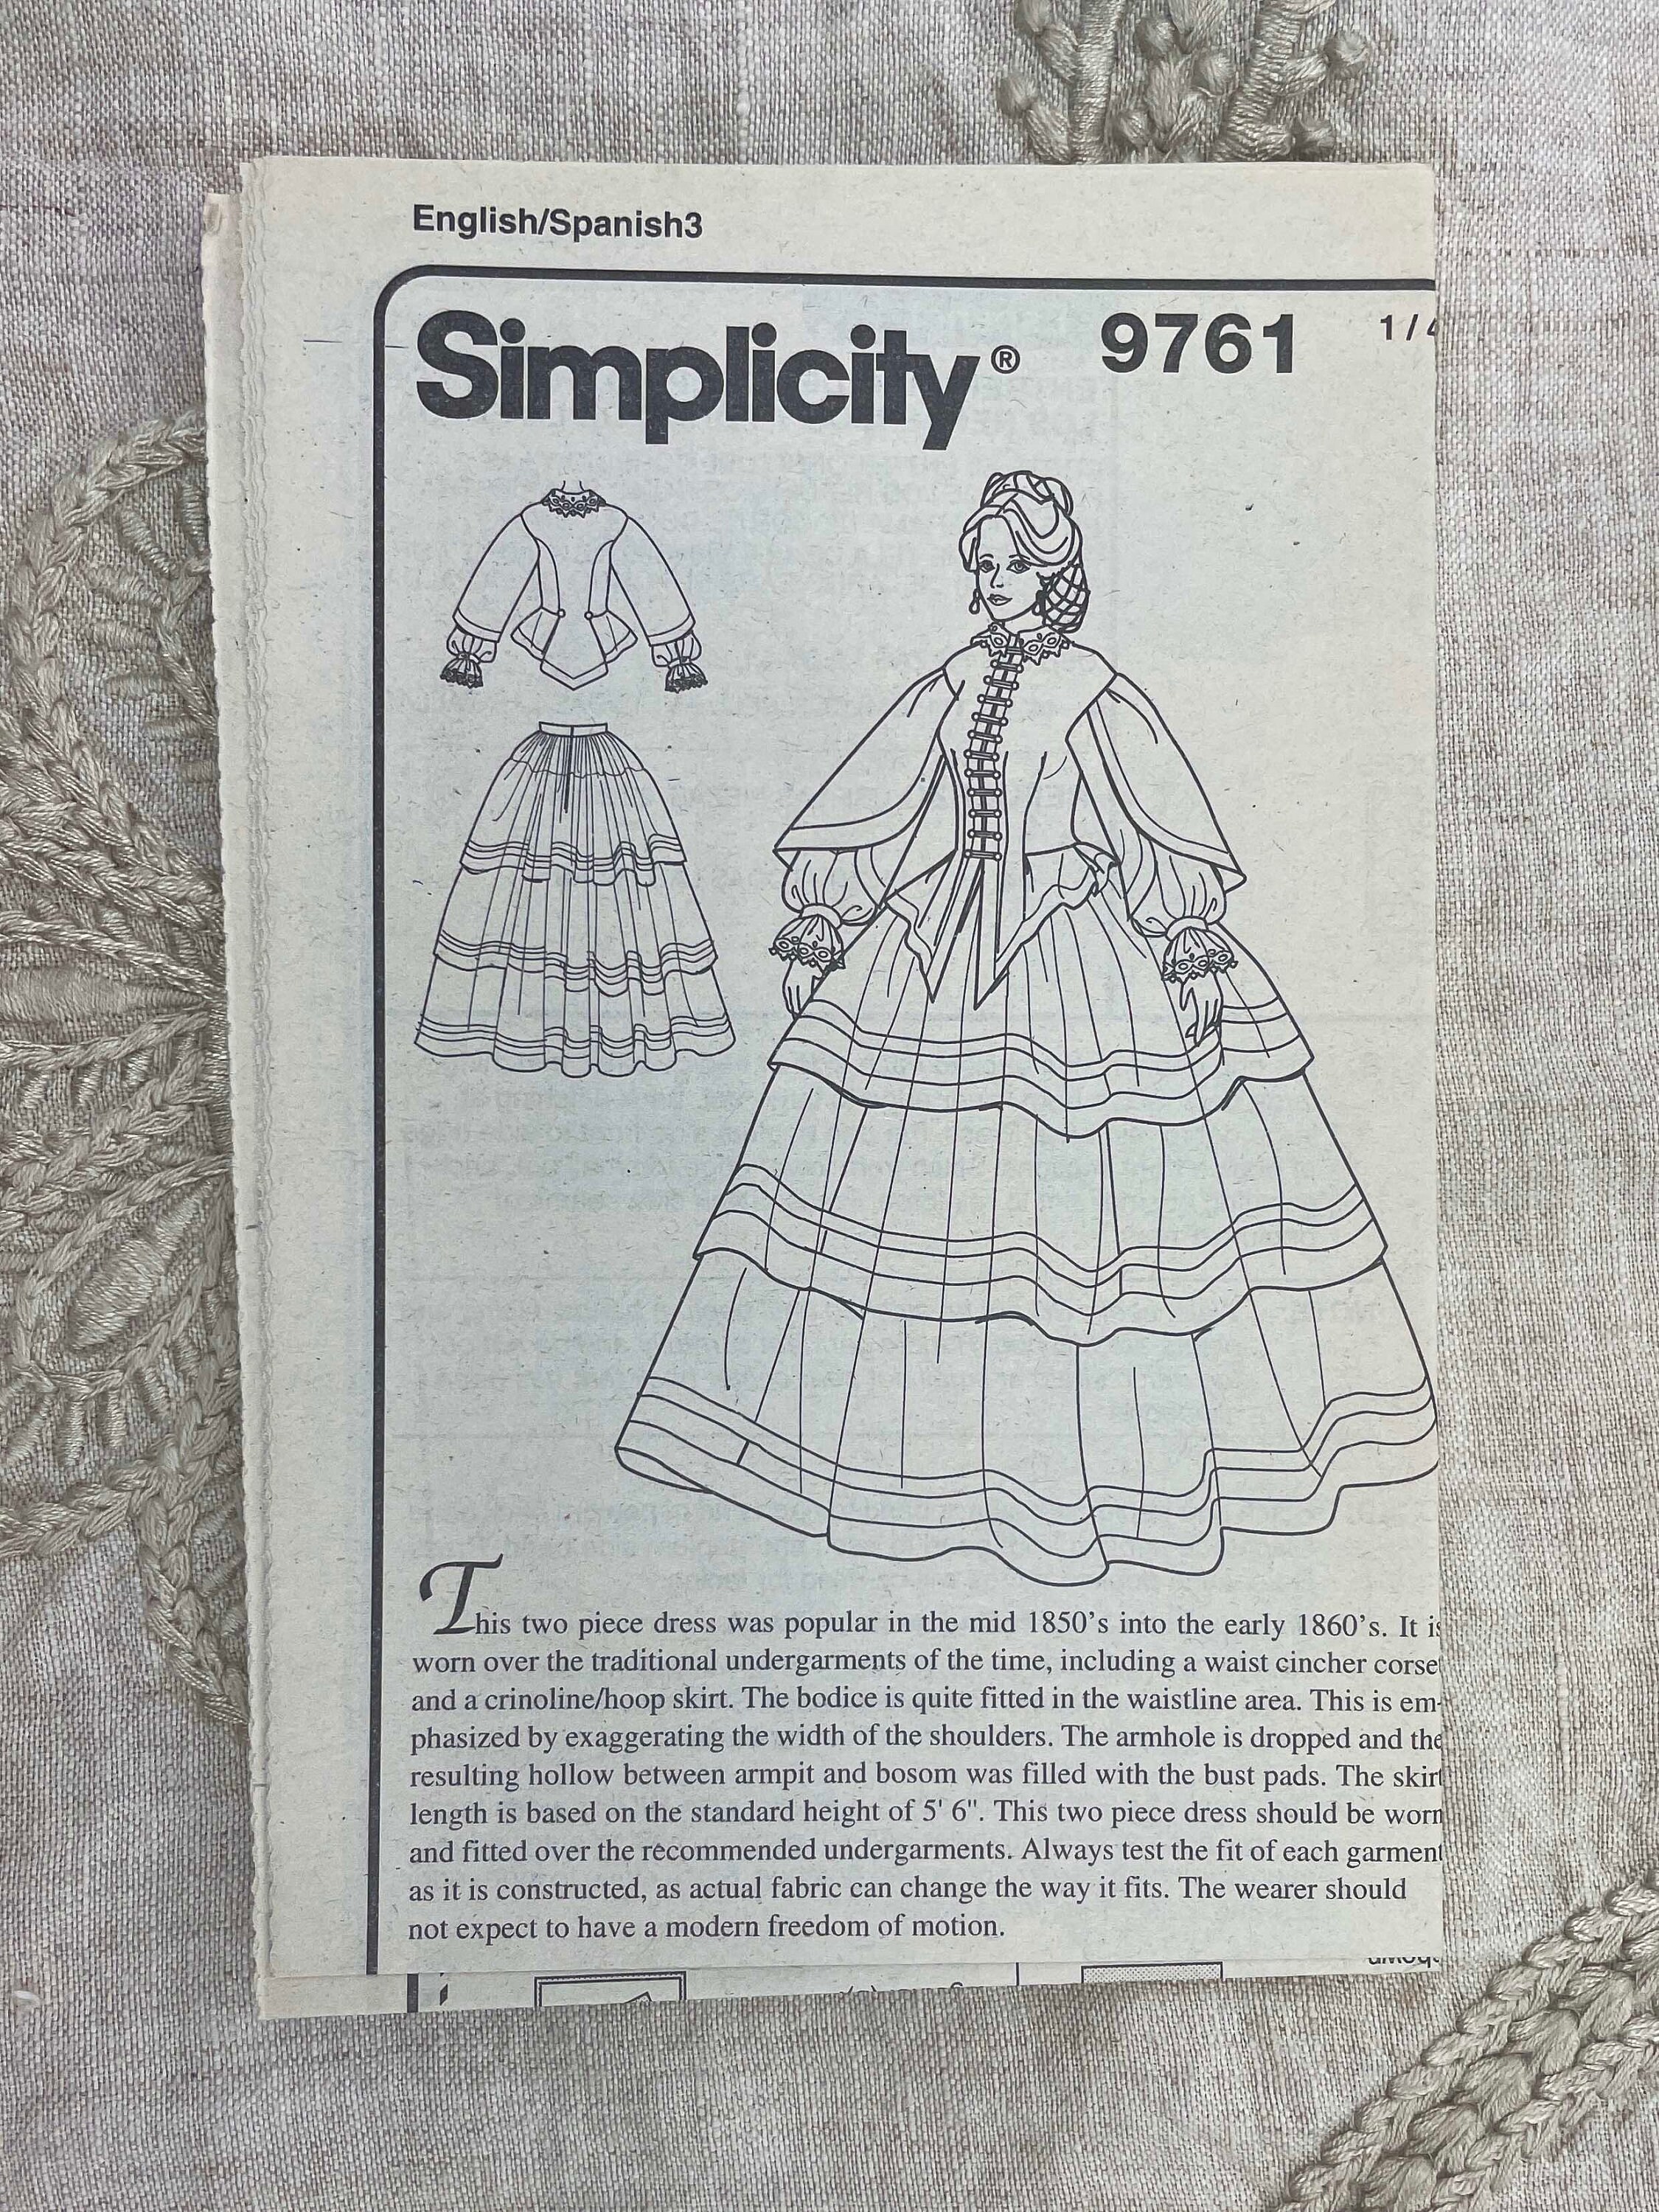 English/Spanish3
Simplicity® 9761 1/4
This two piece dress was popular in the mid 1850's into the early 1860's. It is
worn over the traditional undergarments of the time, including a waist cincher corse
and a crinoline/hoop skirt. The bodice is quite fitted in the waistline area. This is em-
phasized by exaggerating the width of the shoulders. The armhole is dropped and the
resulting hollow between armpit and bosom was filled with the bust pads. The skirt
length is based on the standard height of 5' 6". This two piece dress should be worn
and fitted over the recommended undergarments. Always test the fit of each garment
as it is constructed, as actual fabric can change the way it fits. The wearer should
not expect to have a modern freedom of motion.